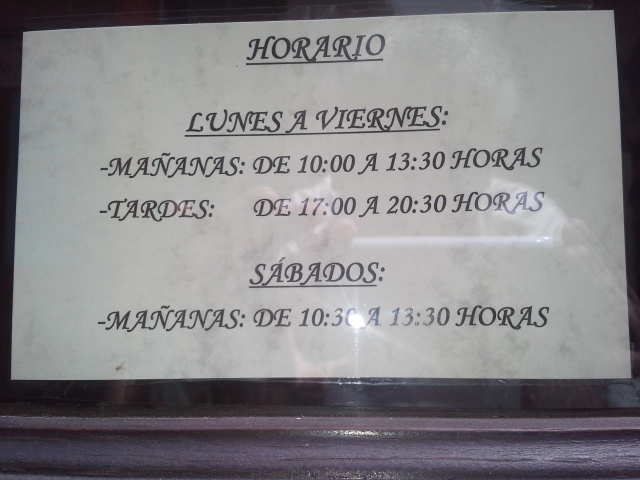 HORARIO
LUNES A VIERNES:
-MAÑANAS: DE 10:00 A 13:30 HORAS
-TARDES: DE 17:00 A 20:30 HORAS
SÁBADOS:
-MAÑANAS: DE 10:30 A 13:30 HORAS